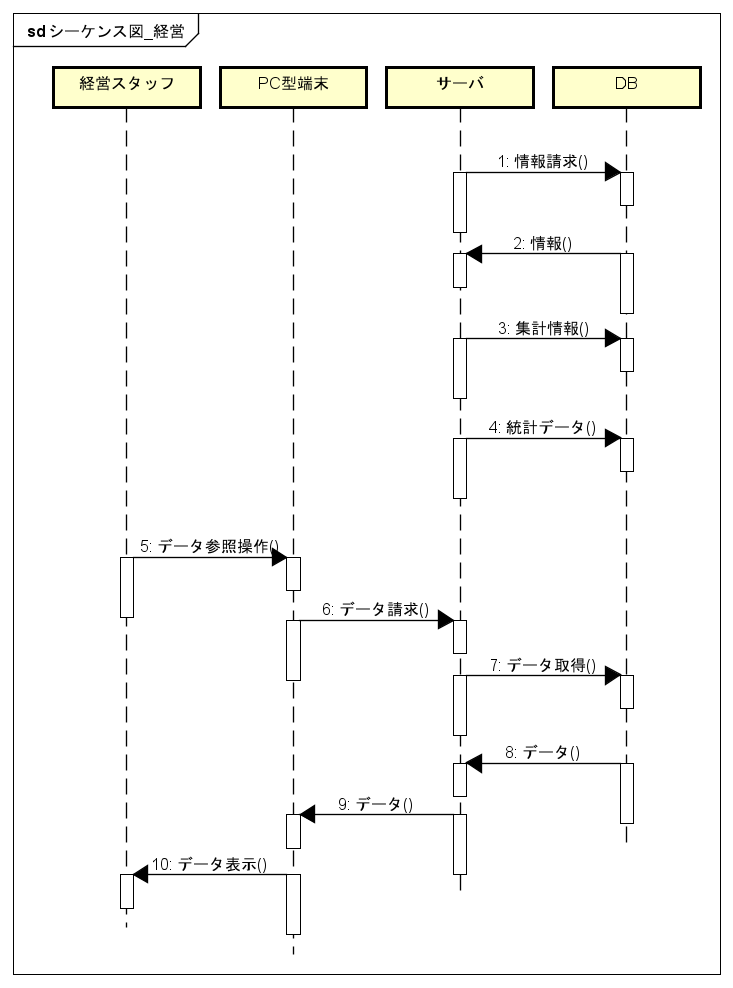 sd シーケンス図_経営
経営スタッフ
PC型端末
サーバ
DB
1: 情報請求()
2: 情報()
3: 集計情報()
4: 統計データ()
5: データ参照操作()
6: データ請求()
7: データ取得()
8: データ()
9: データ()
10: データ表示()